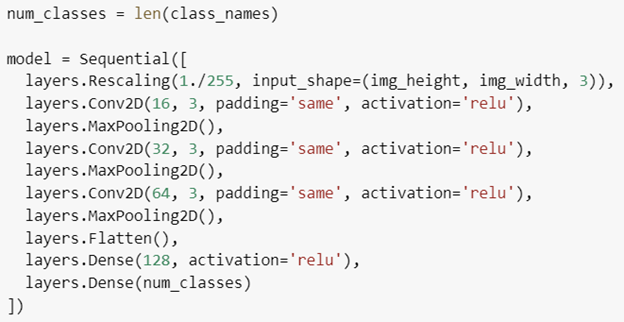 num_classes = len(class_names)
model = Sequential([
  layers.Rescaling(1./255, input_shape=(img_height, img_width, 3)),
  layers.Conv2D(16, 3, padding='same', activation='relu'),
  layers.MaxPooling2D(),
  layers.Conv2D(32, 3, padding='same', activation='relu'),
  layers.MaxPooling2D(),
  layers.Conv2D(64, 3, padding='same', activation='relu'),
  layers.MaxPooling2D(),
  layers.Flatten(),
  layers.Dense(128, activation='relu'),
  layers.Dense(num_classes)
])